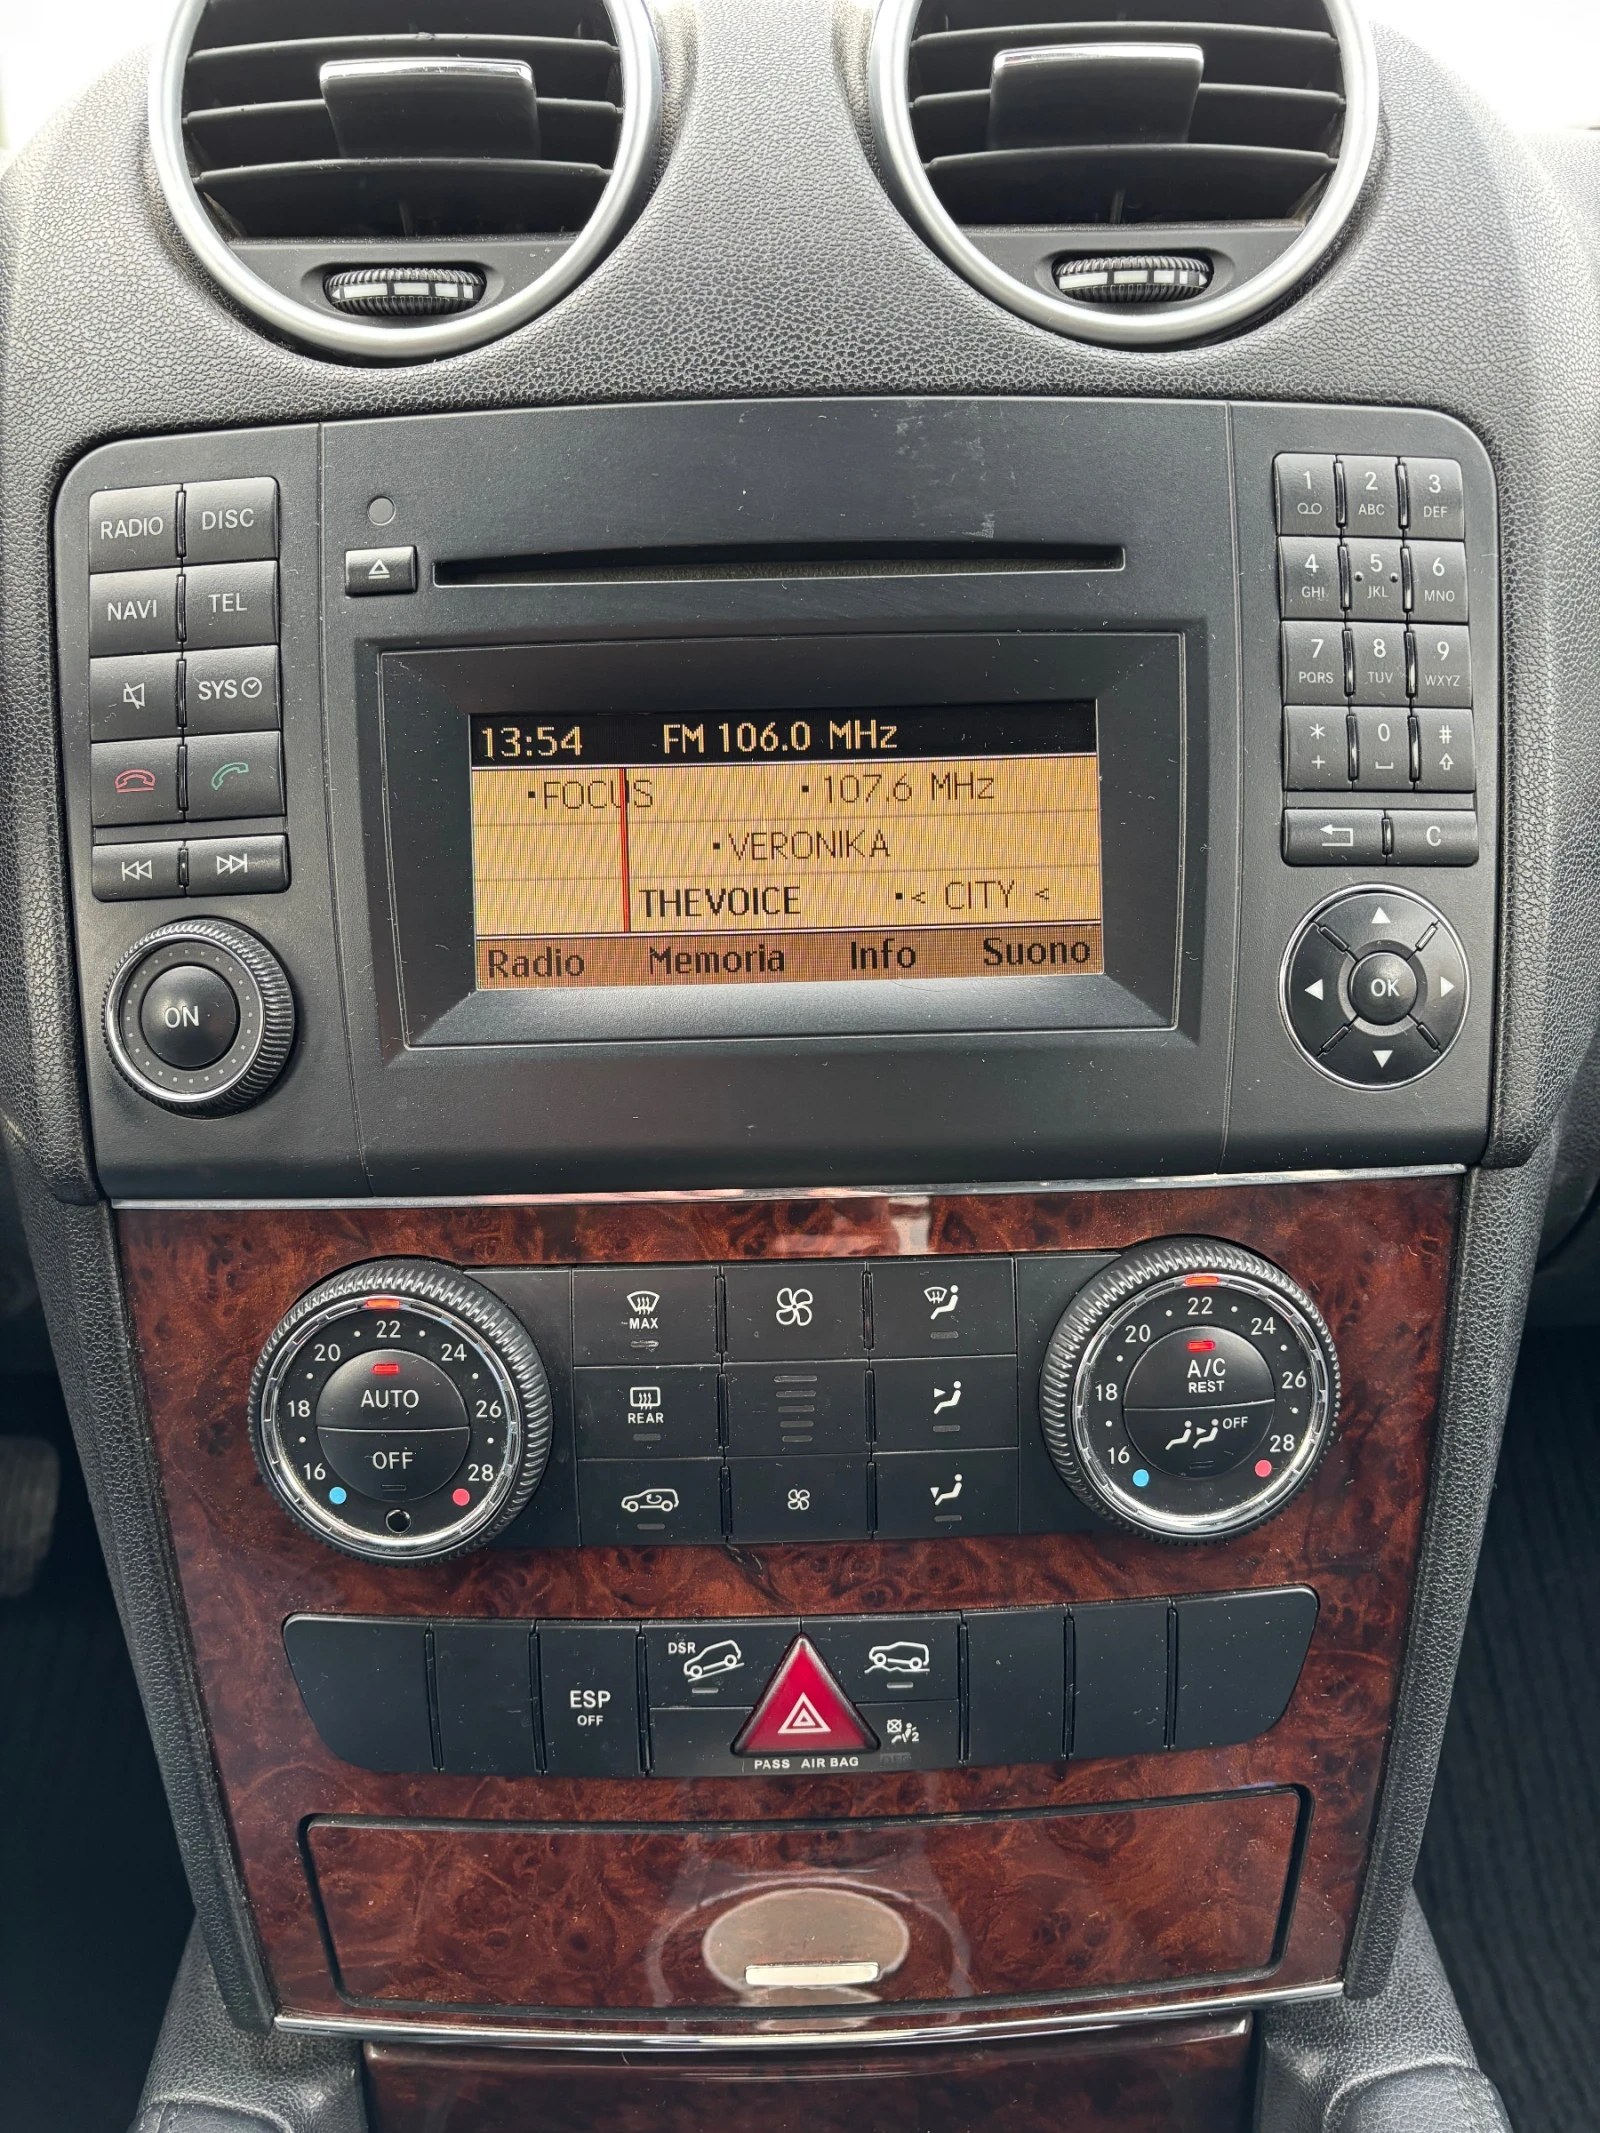 RADIO DISC
NAVI TEL
SYS
ON
13:54 FM 106.0 MHz
·FOCUS ·107.6 MHz
·VERONIKA
THEVOICE ·< CITY <
Radio Memoria Info Suono
1 2 3
ABC DEF
4 5 6
GHI JKL MNO
7 8 9
PQRS TUV WXYZ
* 0 #
+
C
OK
22
20 24
18 AUTO 26
16 OFF 28
MAX
REAR
22
20 24
18 A/C 26
REST
OFF
16 28
ESP
OFF
DSR
2
PASS AIR BAG OFF